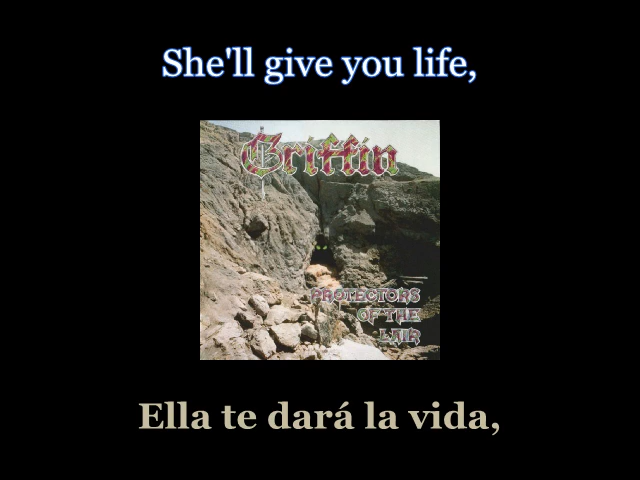 She'll give you life,
Griffin
PROTECTORS
OF THE
LAIR
Ella te dará la vida,